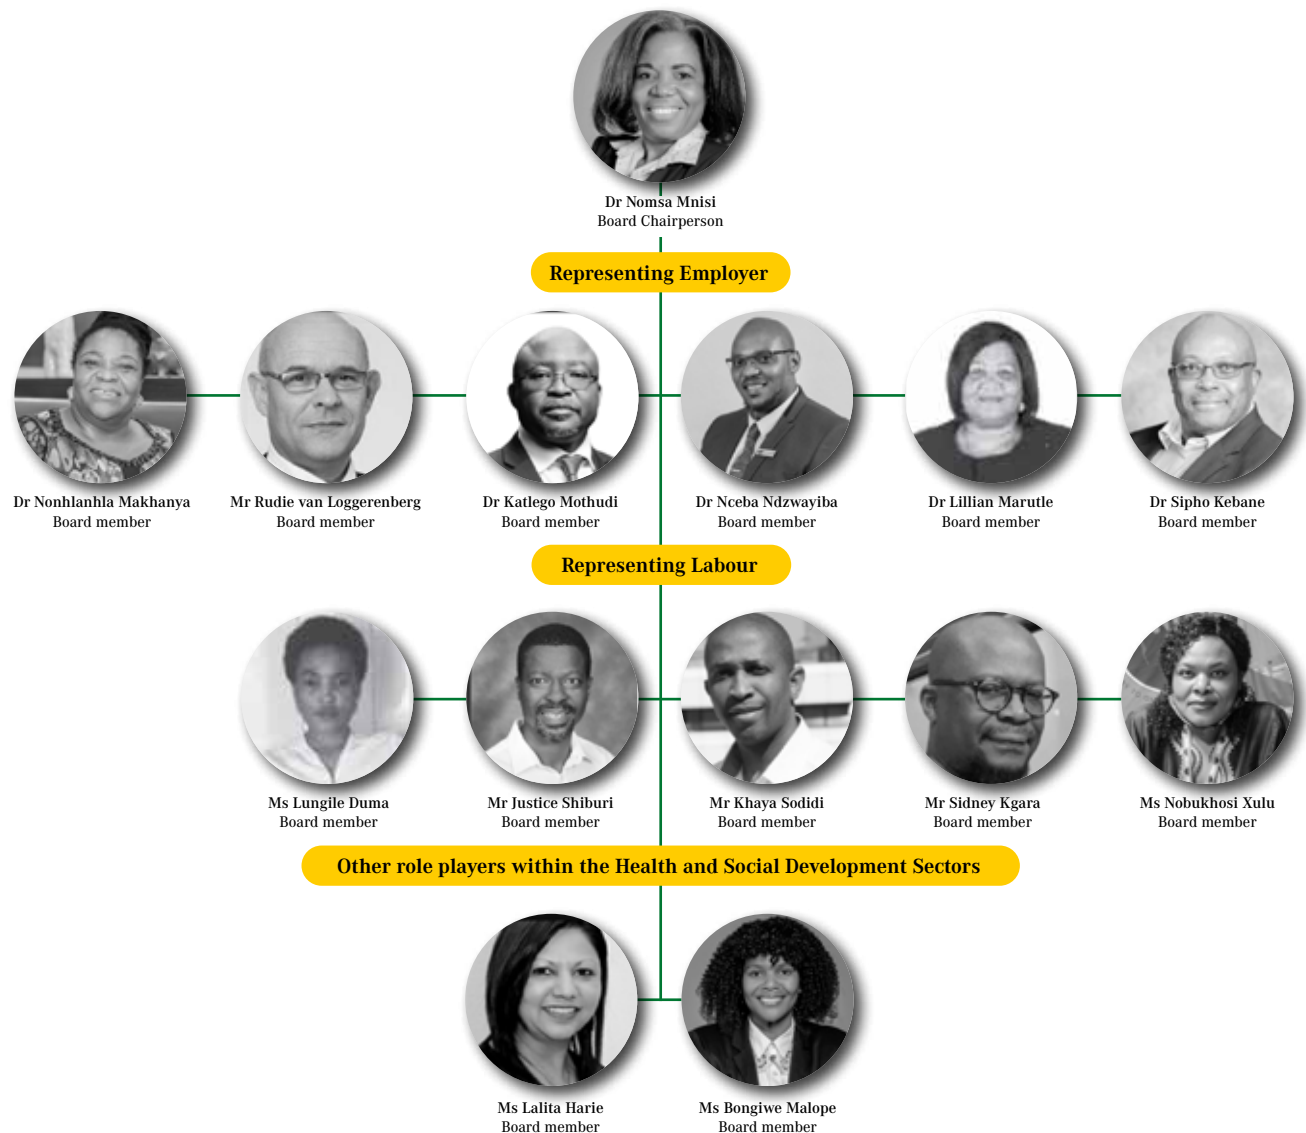 Dr Nomsa Mnisi
Board Chairperson
Representing Employer
Dr Nonhlanhla Makhanya
Board member
Mr Rudie van Loggerenberg
Board member
Dr Katlego Mothudi
Board member
Dr Nceba Ndzwayiba
Board member
Dr Lillian Marutle
Board member
Dr Sipho Kebane
Board member
Representing Labour
Ms Lungile Duma
Board member
Mr Justice Shiburi
Board member
Mr Khaya Sodidi
Board member
Mr Sidney Kgara
Board member
Ms Nobukhosi Xulu
Board member
Other role players within the Health and Social Development Sectors
Ms Lalita Harie
Board member
Ms Bongiwe Malope
Board member